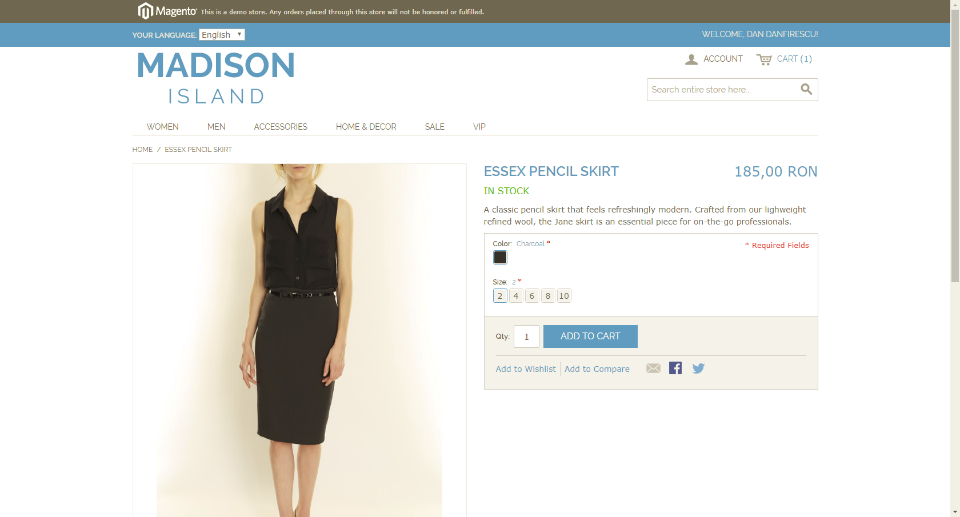 Magento This is a demo store. Any orders placed through this store will not be honored or fulfilled.
YOUR LANGUAGE: English
WELCOME, DAN DANFIRESCU!
MADISON
ISLAND
ACCOUNT CART (1)
Search entire store here...
WOMEN MEN ACCESSORIES HOME & DECOR SALE VIP
HOME / ESSEX PENCIL SKIRT
ESSEX PENCIL SKIRT 185,00 RON
IN STOCK
A classic pencil skirt that feels refreshingly modern. Crafted from our lighweight
refined wool, the Jane skirt is an essential piece for on-the-go professionals.
Color: Charcoal * * Required Fields
Size: 2 *
2 4 6 8 10
Qty: 1 ADD TO CART
Add to Wishlist Add to Compare